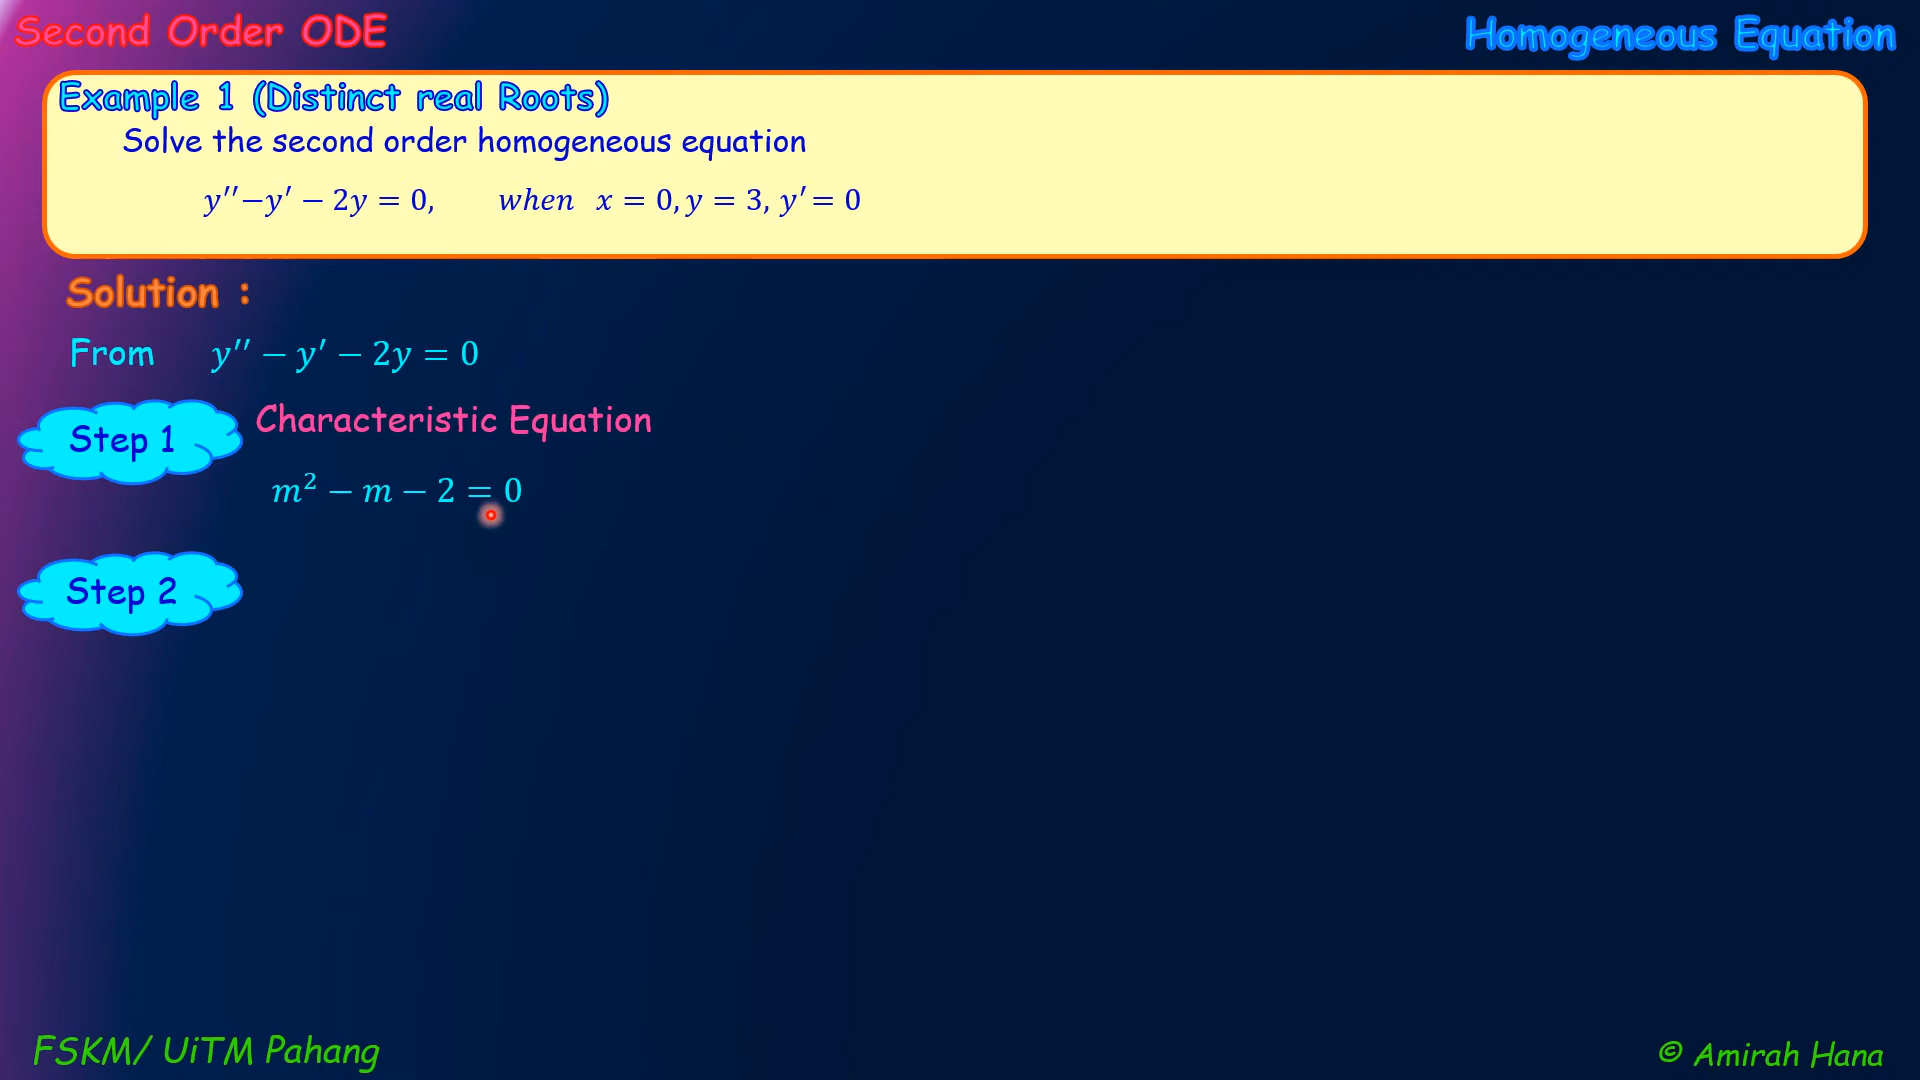 Second Order ODE
Homogeneous Equation
Example 1 (Distinct real Roots)
Solve the second order homogeneous equation
y′′−y′ − 2y = 0, when x = 0, y = 3, y′ = 0
Solution :
From y′′ − y′ − 2y = 0
Characteristic Equation
Step 1
m² − m − 2 = 0
Step 2
FSKM/ UiTM Pahang
© Amirah Hana